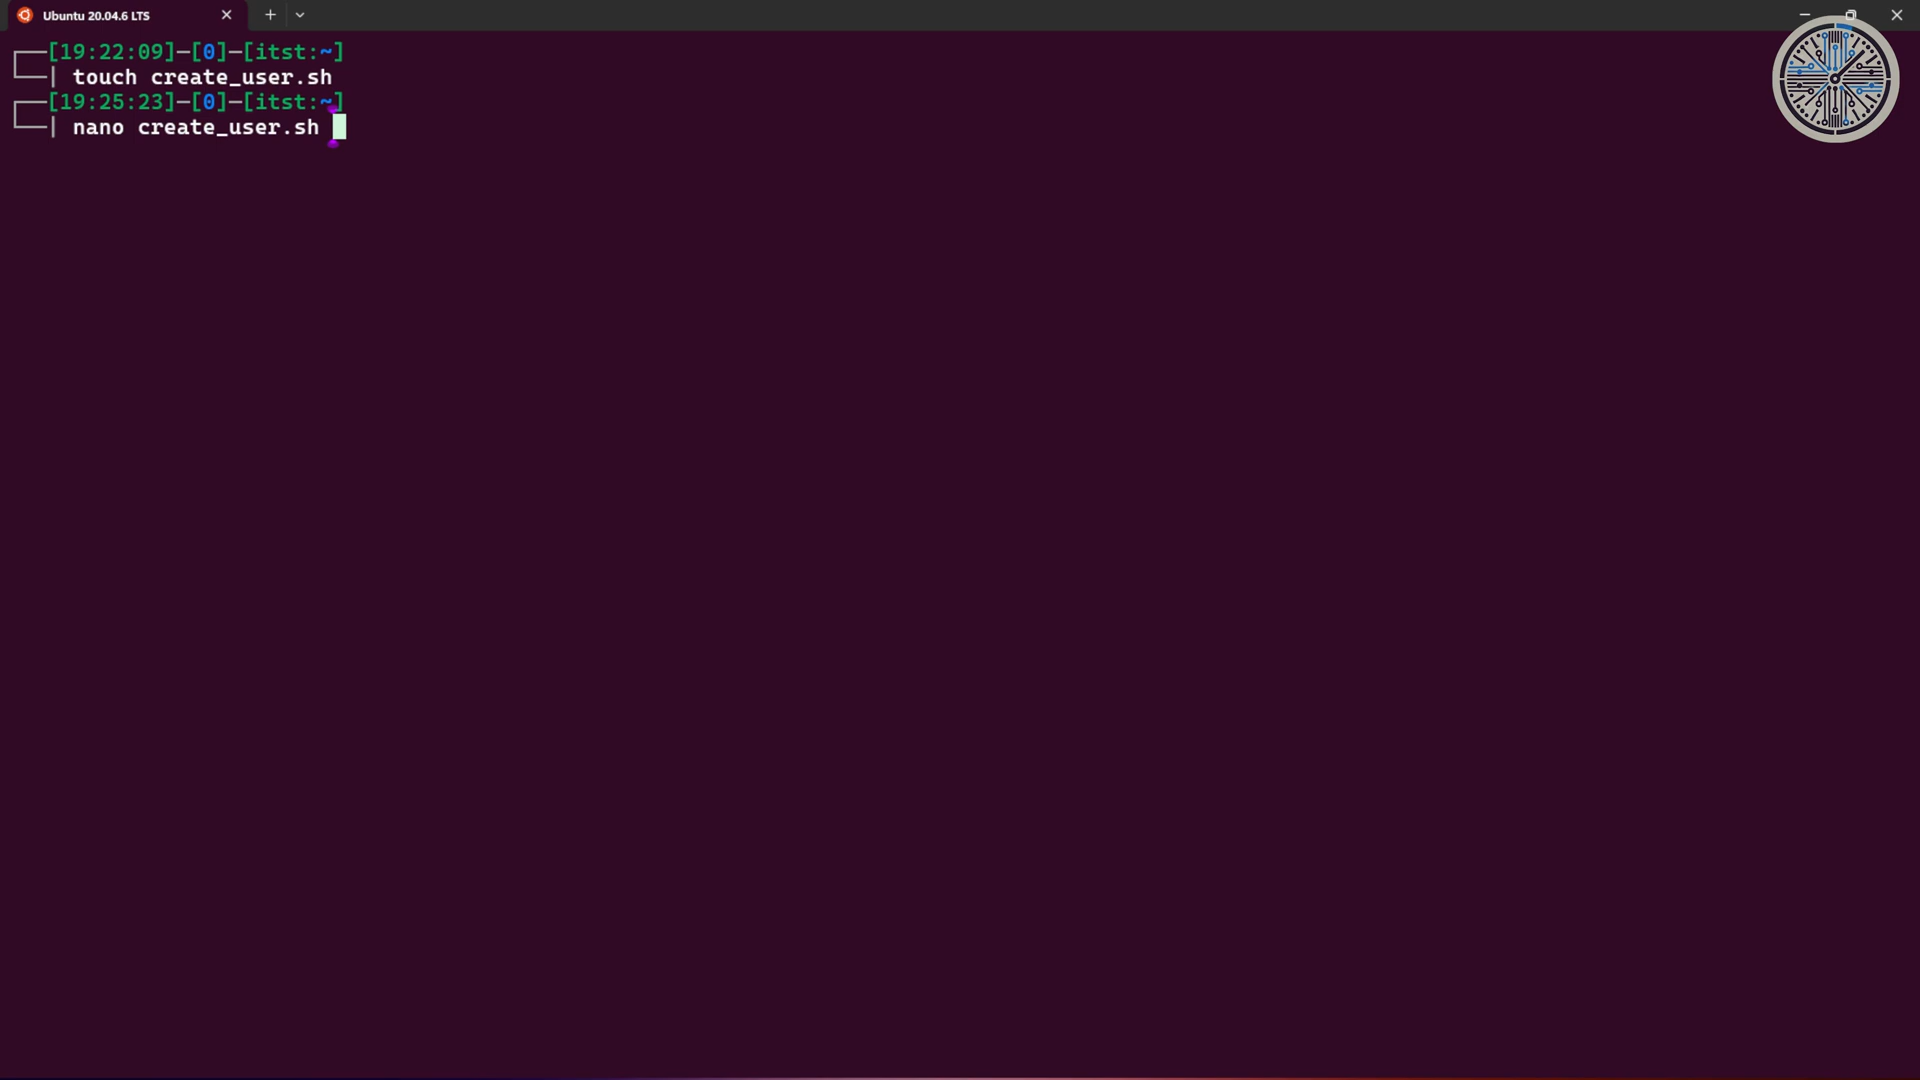 Ubuntu 20.04.6 LTS
[19:22:09]—[0]—[itst:~]
| touch create_user.sh
[19:25:23]—[0]—[itst:~]
| nano create_user.sh